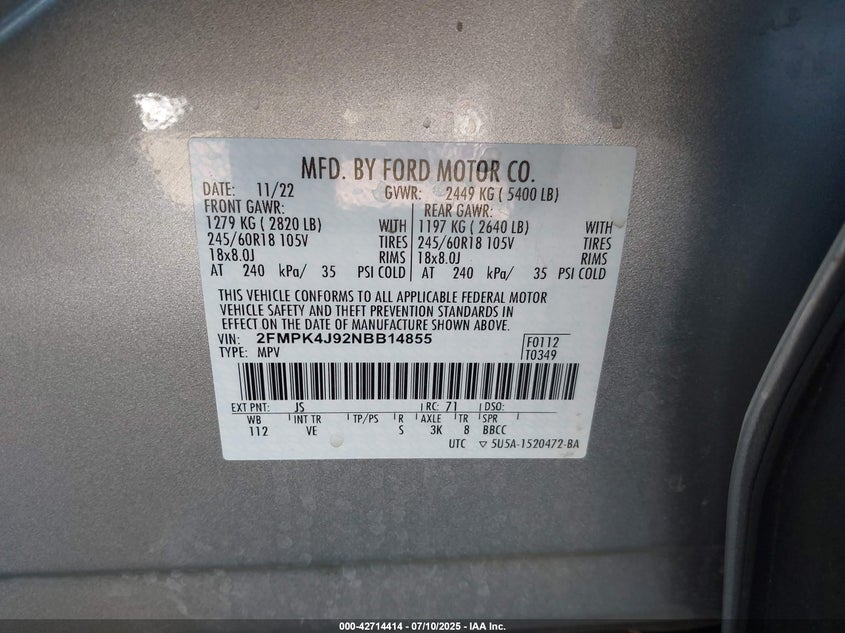 MFD. BY FORD MOTOR CO.
DATE: 11/22 GVWR: 2449 KG ( 5400 LB)
FRONT GAWR: REAR GAWR:
1279 KG ( 2820 LB) WITH 1197 KG ( 2640 LB) WITH
245/60R18 105V TIRES 245/60R18 105V TIRES
18x8.0J RIMS 18x8.0J RIMS
AT 240 kPa/ 35 PSI COLD AT 240 kPa/ 35 PSI COLD
THIS VEHICLE CONFORMS TO ALL APPLICABLE FEDERAL MOTOR
VEHICLE SAFETY AND THEFT PREVENTION STANDARDS IN
EFFECT ON THE DATE OF MANUFACTURE SHOWN ABOVE.
VIN: 2FMPK4J92NBB14855 F0112
TYPE: MPV T0349
EXT PNT: JS RC: 71 DSO:
WB INT TR TP/PS R AXLE TR SPR
112 VE S 3K 8 BBCC
UTC ▽ 5U5A-1520472-BA
000-42714414 - 07/10/2025 - IAA Inc.